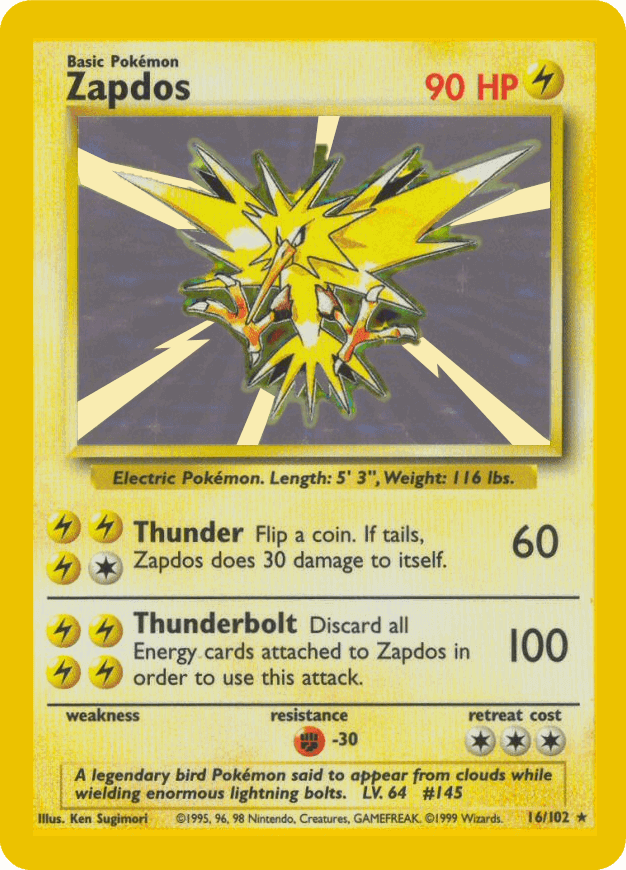 Basic Pokémon
Zapdos
90 HP
Electric Pokémon. Length: 5' 3", Weight: 116 lbs.
Thunder Flip a coin. If tails,
Zapdos does 30 damage to itself.
60
Thunderbolt Discard all
Energy cards attached to Zapdos in
order to use this attack.
100
weakness resistance retreat cost
-30
A legendary bird Pokémon said to appear from clouds while
wielding enormous lightning bolts. LV. 64 #145
Illus. Ken Sugimori ©1995, 96, 98 Nintendo, Creatures, GAMEFREAK. ©1999 Wizards. 16/102 ★